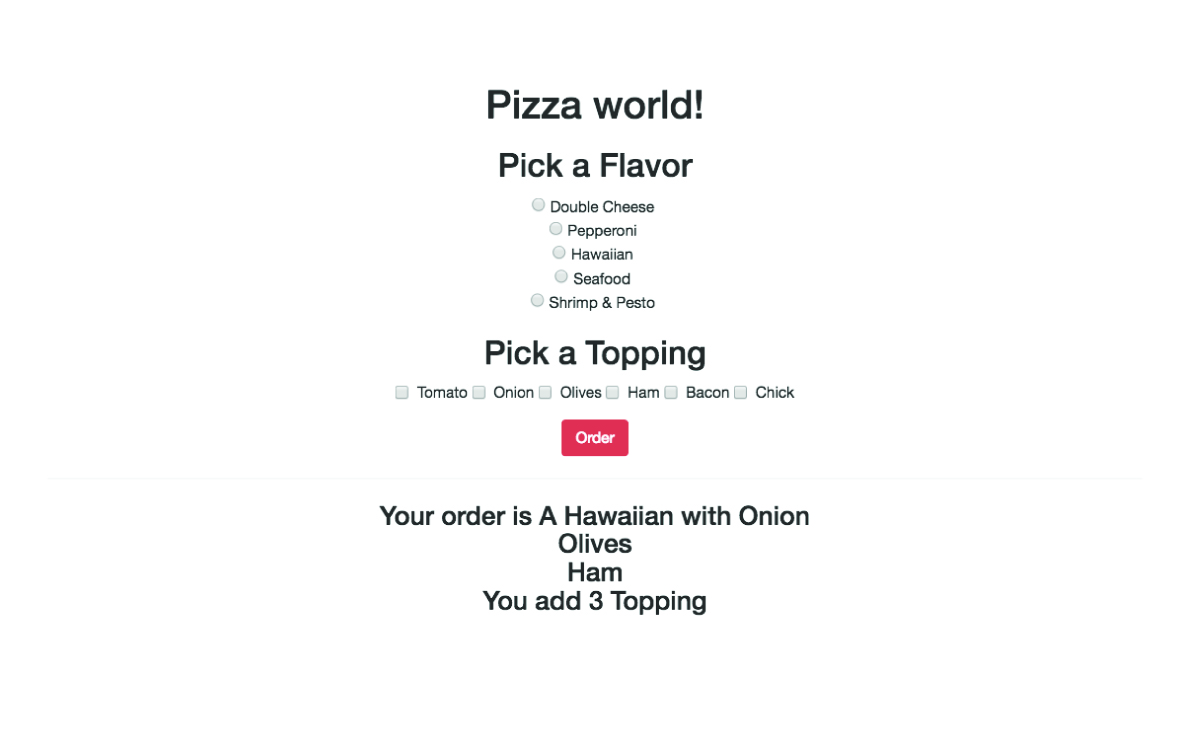 Pizza world!
Pick a Flavor
Double Cheese
Pepperoni
Hawaiian
Seafood
Shrimp & Pesto
Pick a Topping
Tomato Onion Olives Ham Bacon Chick
Order
Your order is A Hawaiian with Onion
Olives
Ham
You add 3 Topping